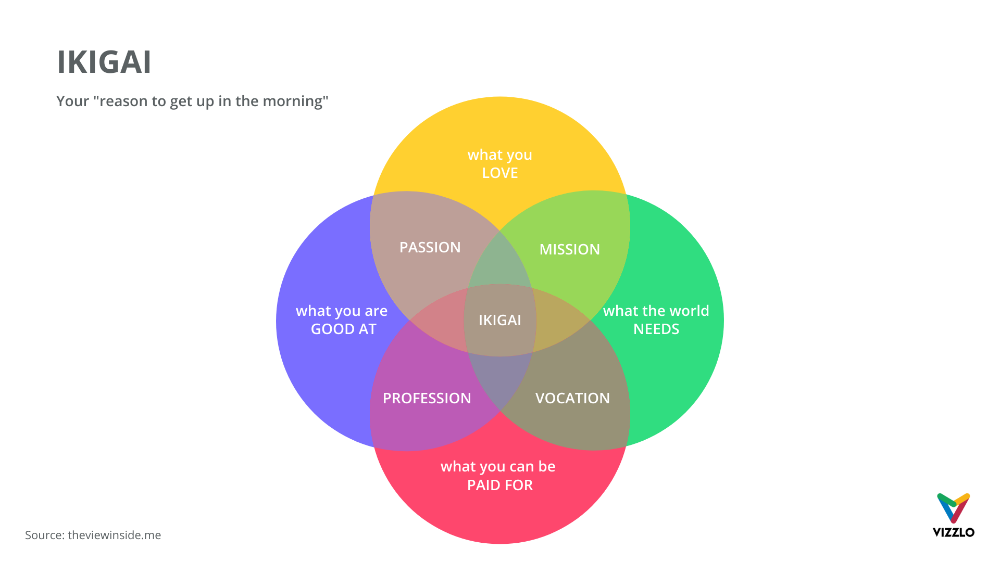 IKIGAI
Your "reason to get up in the morning"
what you
LOVE
PASSION
MISSION
what you are
GOOD AT
IKIGAI
what the world
NEEDS
PROFESSION
VOCATION
what you can be
PAID FOR
Source: theviewinside.me
VIZZLO